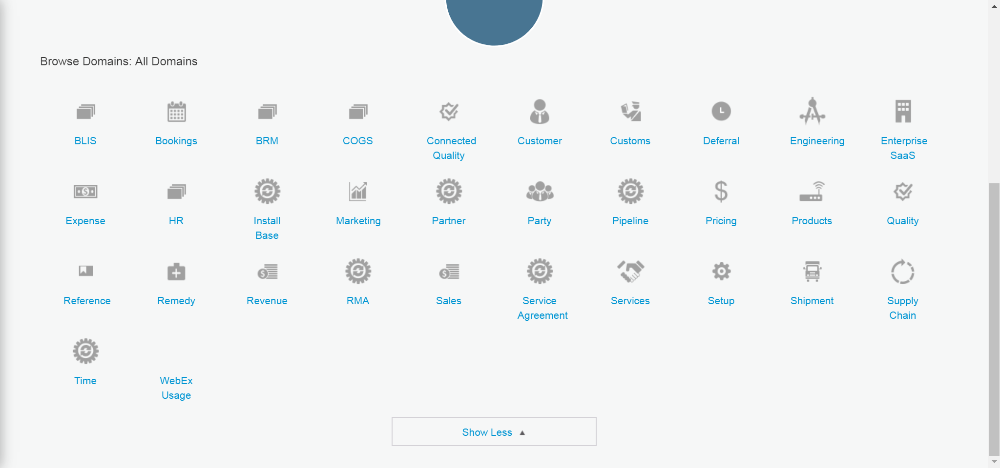 Browse Domains: All Domains
BLIS
Bookings
BRM
COGS
Connected
Quality
Customer
Customs
Deferral
Engineering
Enterprise
SaaS
Expense
HR
Install
Base
Marketing
Partner
Party
Pipeline
Pricing
Products
Quality
Reference
Remedy
Revenue
RMA
Sales
Service
Agreement
Services
Setup
Shipment
Supply
Chain
Time
WebEx
Usage
Show Less